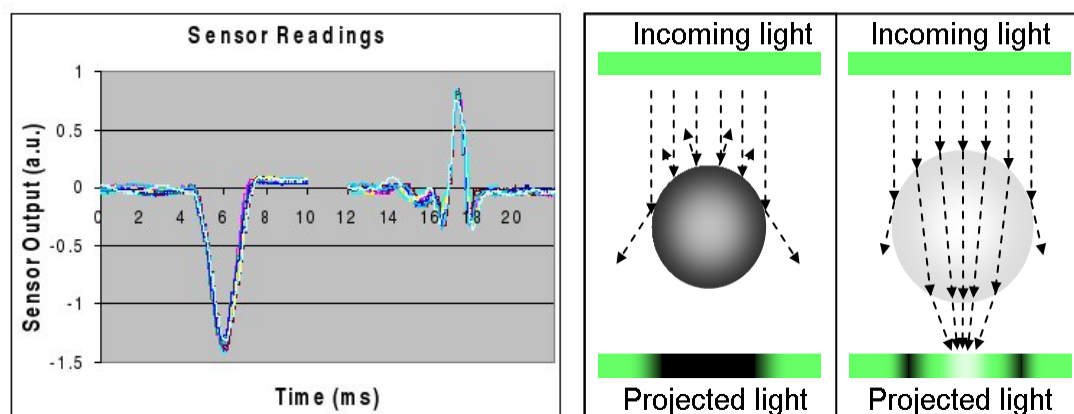 Sensor Readings
Sensor Output (a.u.)
1
0.5
0
-0.5
-1
-1.5
0 2 4 6 8 10 12 14 16 18 20
Time (ms)
Incoming light
Projected light
Incoming light
Projected light